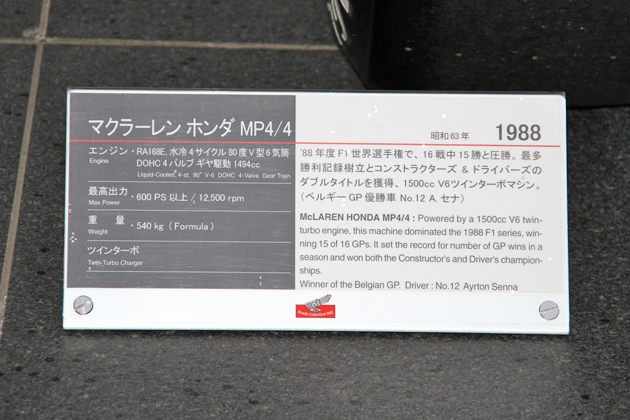 マクラーレン ホンダ MP4/4
エンジン・RA168E, 水冷4サイクル80度V型6気筒
Engine
DOHC 4バルブ ギヤ駆動 1494cc
Liquid-Cooled, 4-st. 80° V-6 DOHC 4-Valve Gear Train
最高出力・600 PS以上 / 12,500 rpm
Max Power
重量・540 kg (Formula)
Weight
ツインターボ
Twin-Turbo Charger
昭和63年 1988
'88年度F1世界選手権で、16戦中15勝と圧勝。最多
勝利記録樹立とコンストラクターズ & ドライバーズの
ダブルタイトルを獲得、1500cc V6ツインターボマシン。
(ベルギーGP優勝車 No.12 A. セナ)
McLAREN HONDA MP4/4 : Powered by a 1500cc V6 twin-
turbo engine, this machine dominated the 1988 F1 series, win-
ning 15 of 16 GPs. It set the record for number of GP wins in a
season and won both the Constructor's and Driver's champion-
ships.
Winner of the Belgian GP. Driver : No.12 Ayrton Senna
Honda Collection Hall